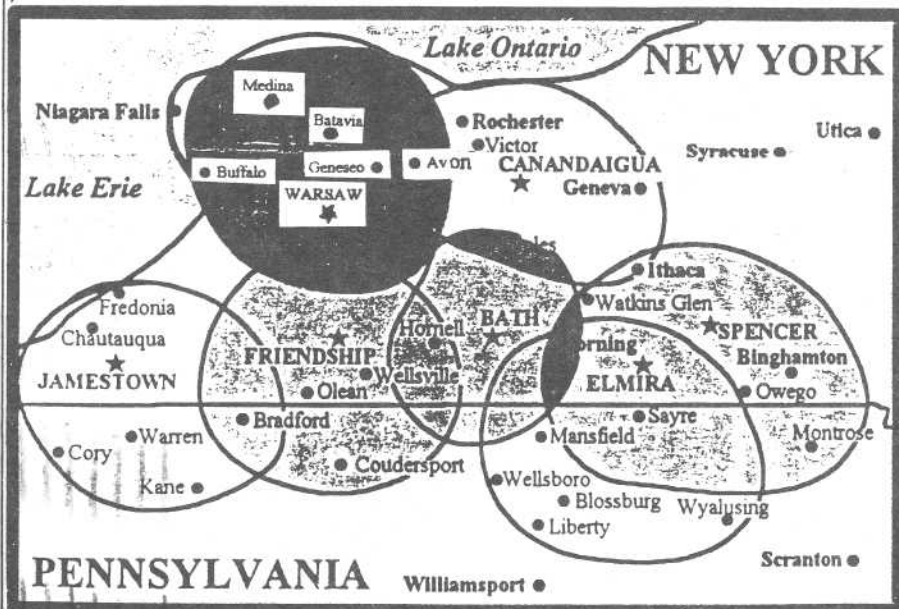 Lake Ontario
NEW YORK
Medina
Niagara Falls
Batavia
Rochester
Victor
Utica
Syracuse
Buffalo
Geneseo
Avon
CANANDAIGUA
Geneva
Lake Erie
WARSAW
Ithaca
Watkins Glen
Fredonia
Chautauqua
Hornell
BATH
SPENCER
FRIENDSHIP
JAMESTOWN
Wellsville
ELMIRA
Binghamton
Olean
Owego
Bradford
Sayre
Warren
Mansfield
Montrose
Cory
Coudersport
Kane
Wellsboro
Blossburg
Wyalusing
Liberty
Scranton
PENNSYLVANIA
Williamsport